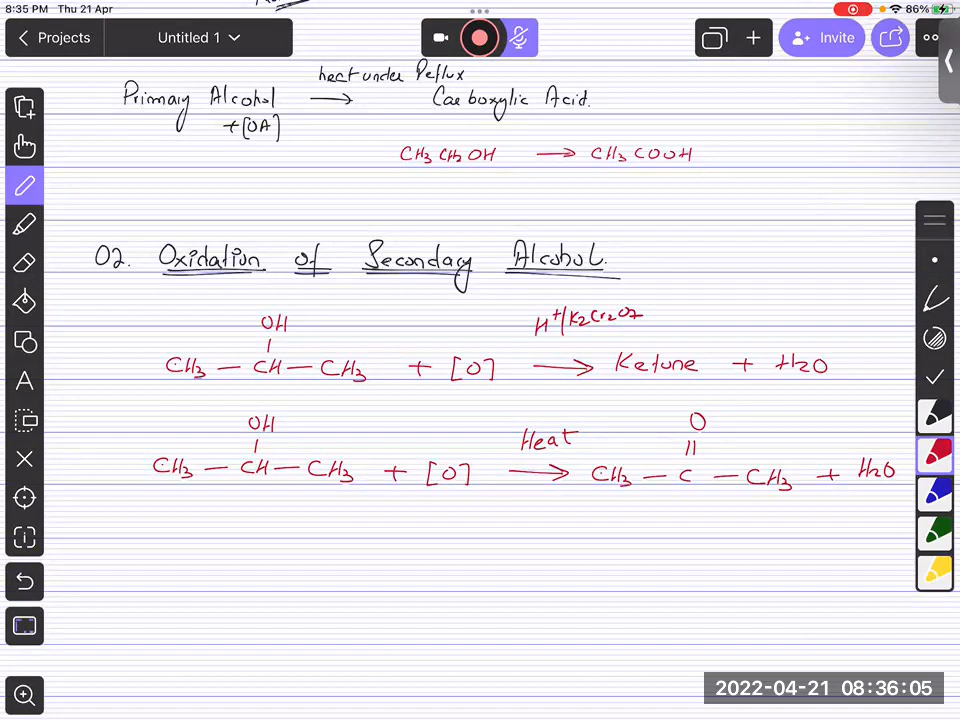 8:35 PM Thu 21 Apr
86%
Projects
Untitled 1
Invite
heat under Reflux
Primary Alcohol → Carboxylic Acid.
+[OA]
CH3 CH2 OH → CH3 COOH
02. Oxidation of Secondary Alcohol.
OH
H+/K2Cr2O7
CH3 — CH — CH3 + [O] → Ketone + H2O
OH
O
Heat
CH3 — CH — CH3 + [O] → CH3 — C — CH3 + H2O
A
2022-04-21 08:36:05